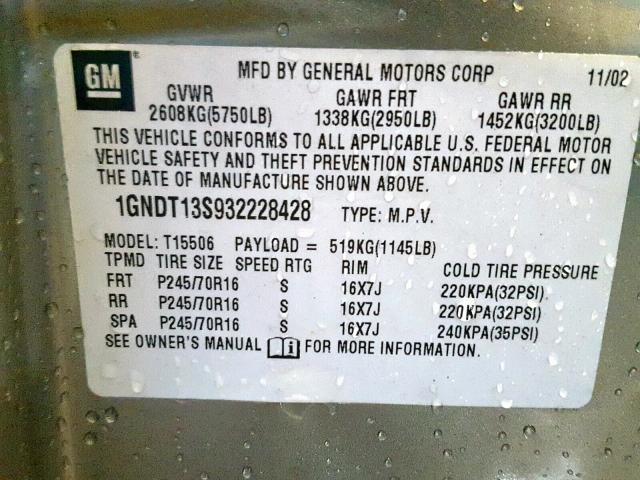 GM ® MFD BY GENERAL MOTORS CORP 11/02
GVWR GAWR FRT GAWR RR
2608KG(5750LB) 1338KG(2950LB) 1452KG(3200LB)
THIS VEHICLE CONFORMS TO ALL APPLICABLE U.S. FEDERAL MOTOR
VEHICLE SAFETY AND THEFT PREVENTION STANDARDS IN EFFECT ON
THE DATE OF MANUFACTURE SHOWN ABOVE.
1GNDT13S932228428 TYPE: M.P.V.
MODEL: T15506 PAYLOAD = 519KG(1145LB)
TPMD TIRE SIZE SPEED RTG RIM COLD TIRE PRESSURE
FRT P245/70R16 S 16X7J 220KPA(32PSI)
RR P245/70R16 S 16X7J 220KPA(32PSI)
SPA P245/70R16 S 16X7J 240KPA(35PSI)
SEE OWNER'S MANUAL i FOR MORE INFORMATION.